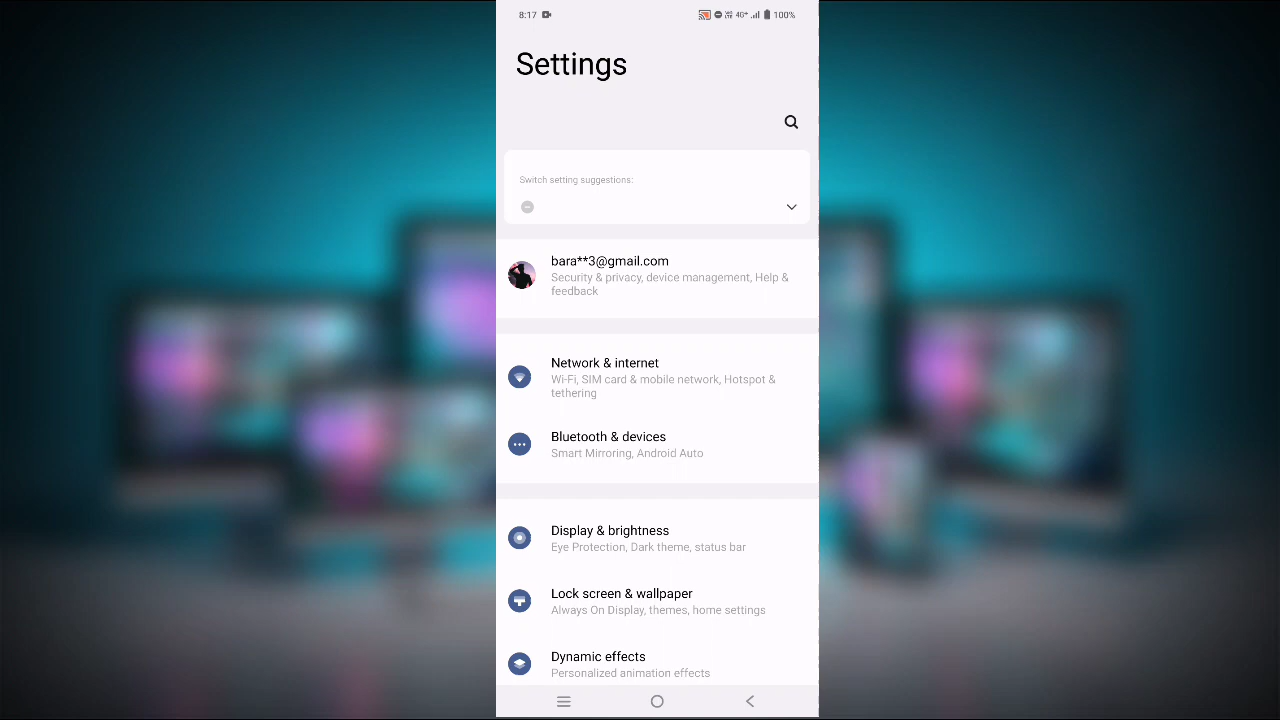 8:17
4G+ 100%
Settings
Switch setting suggestions:
bara**3@gmail.com
Security & privacy, device management, Help &
feedback
Network & internet
Wi-Fi, SIM card & mobile network, Hotspot &
tethering
Bluetooth & devices
Smart Mirroring, Android Auto
Display & brightness
Eye Protection, Dark theme, status bar
Lock screen & wallpaper
Always On Display, themes, home settings
Dynamic effects
Personalized animation effects